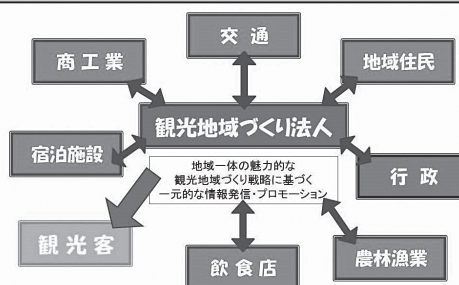 交通
商工業
地域住民
観光地域づくり法人
宿泊施設
地域一体の魅力的な
観光地域づくり戦略に基づく
一元的な情報発信・プロモーション
行政
観光客
飲食店
農林漁業